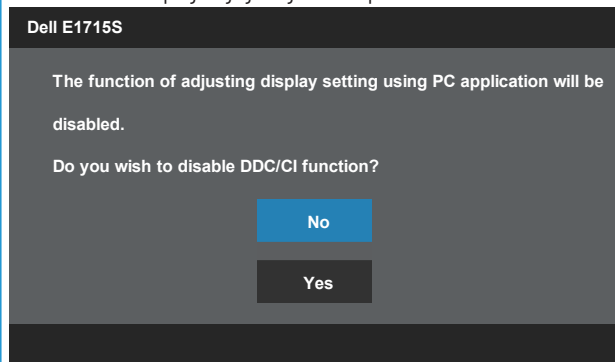 Dell E1715S
The function of adjusting display setting using PC application will be
disabled.
Do you wish to disable DDC/CI function?
No
Yes